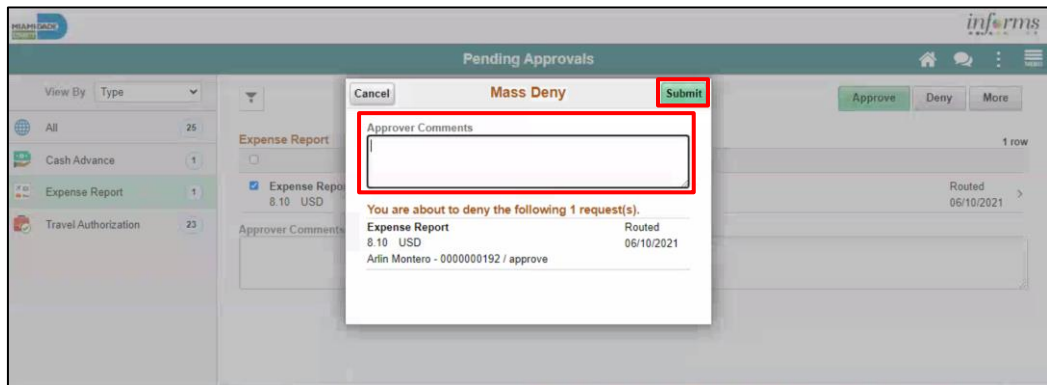 MIAMI-DADE
COUNTY
informs
Pending Approvals
View By Type
All 25
Cash Advance 1
Expense Report 1
Travel Authorization 23
Approve Deny More
Expense Report
1 row
Expense Repo
8.10 USD
Routed
06/10/2021
Approver Comments
Cancel Mass Deny Submit
Approver Comments
You are about to deny the following 1 request(s).
Expense Report Routed
8.10 USD 06/10/2021
Arlin Montero - 0000000192 / approve